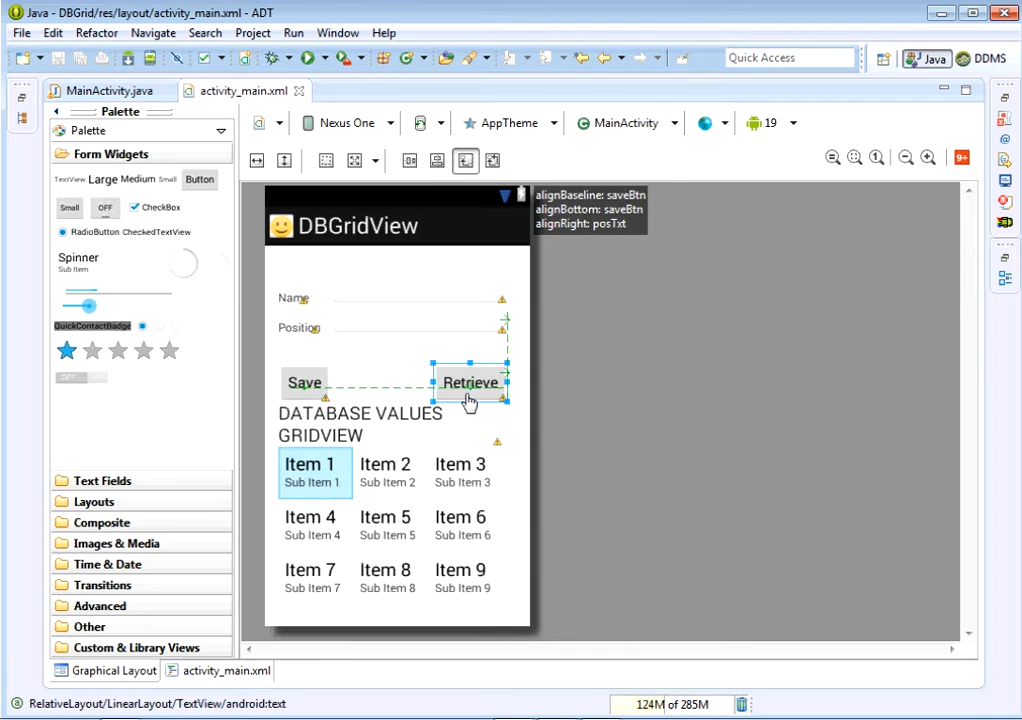 Java - DBGrid/res/layout/activity_main.xml - ADT
File Edit Refactor Navigate Search Project Run Window Help
Quick Access
Java
DDMS
MainActivity.java
activity_main.xml
Palette
Nexus One
AppTheme
MainActivity
19
Palette
Form Widgets
9+
TextView Large Medium Small Button
Small OFF CheckBox
RadioButton CheckedTextView
Spinner
Sub Item
QuickContactBadge
OFF
Text Fields
Layouts
Composite
Images & Media
Time & Date
Transitions
Advanced
Other
Custom & Library Views
alignBaseline: saveBtn
alignBottom: saveBtn
alignRight: posTxt
DBGridView
Name
Position
Save
Retrieve
DATABASE VALUES
GRIDVIEW
Item 1 Item 2 Item 3
Sub Item 1 Sub Item 2 Sub Item 3
Item 4 Item 5 Item 6
Sub Item 4 Sub Item 5 Sub Item 6
Item 7 Item 8 Item 9
Sub Item 7 Sub Item 8 Sub Item 9
Graphical Layout
activity_main.xml
RelativeLayout/LinearLayout/TextView/android:text
124M of 285M